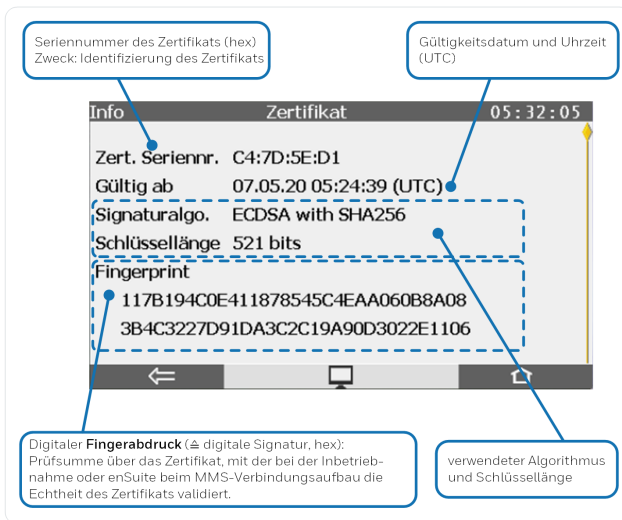 Seriennummer des Zertifikats (hex)
Zweck: Identifizierung des Zertifikats
Gültigkeitsdatum und Uhrzeit
(UTC)
Info Zertifikat 05:32:05
Zert. Seriennr. C4:7D:5E:D1
Gültig ab 07.05.20 05:24:39 (UTC)
Signaturalgo. ECDSA with SHA256
Schlüssellänge 521 bits
Fingerprint
117B194C0E411878545C4EAA060B8A08
3B4C3227D91DA3C2C19A90D3022E1106
Digitaler Fingerabdruck (≙ digitale Signatur, hex):
Prüfsumme über das Zertifikat, mit der bei der Inbetrieb-
nahme oder enSuite beim MMS-Verbindungsaufbau die
Echtheit des Zertifikats validiert.
verwendeter Algorithmus
und Schlüssellänge